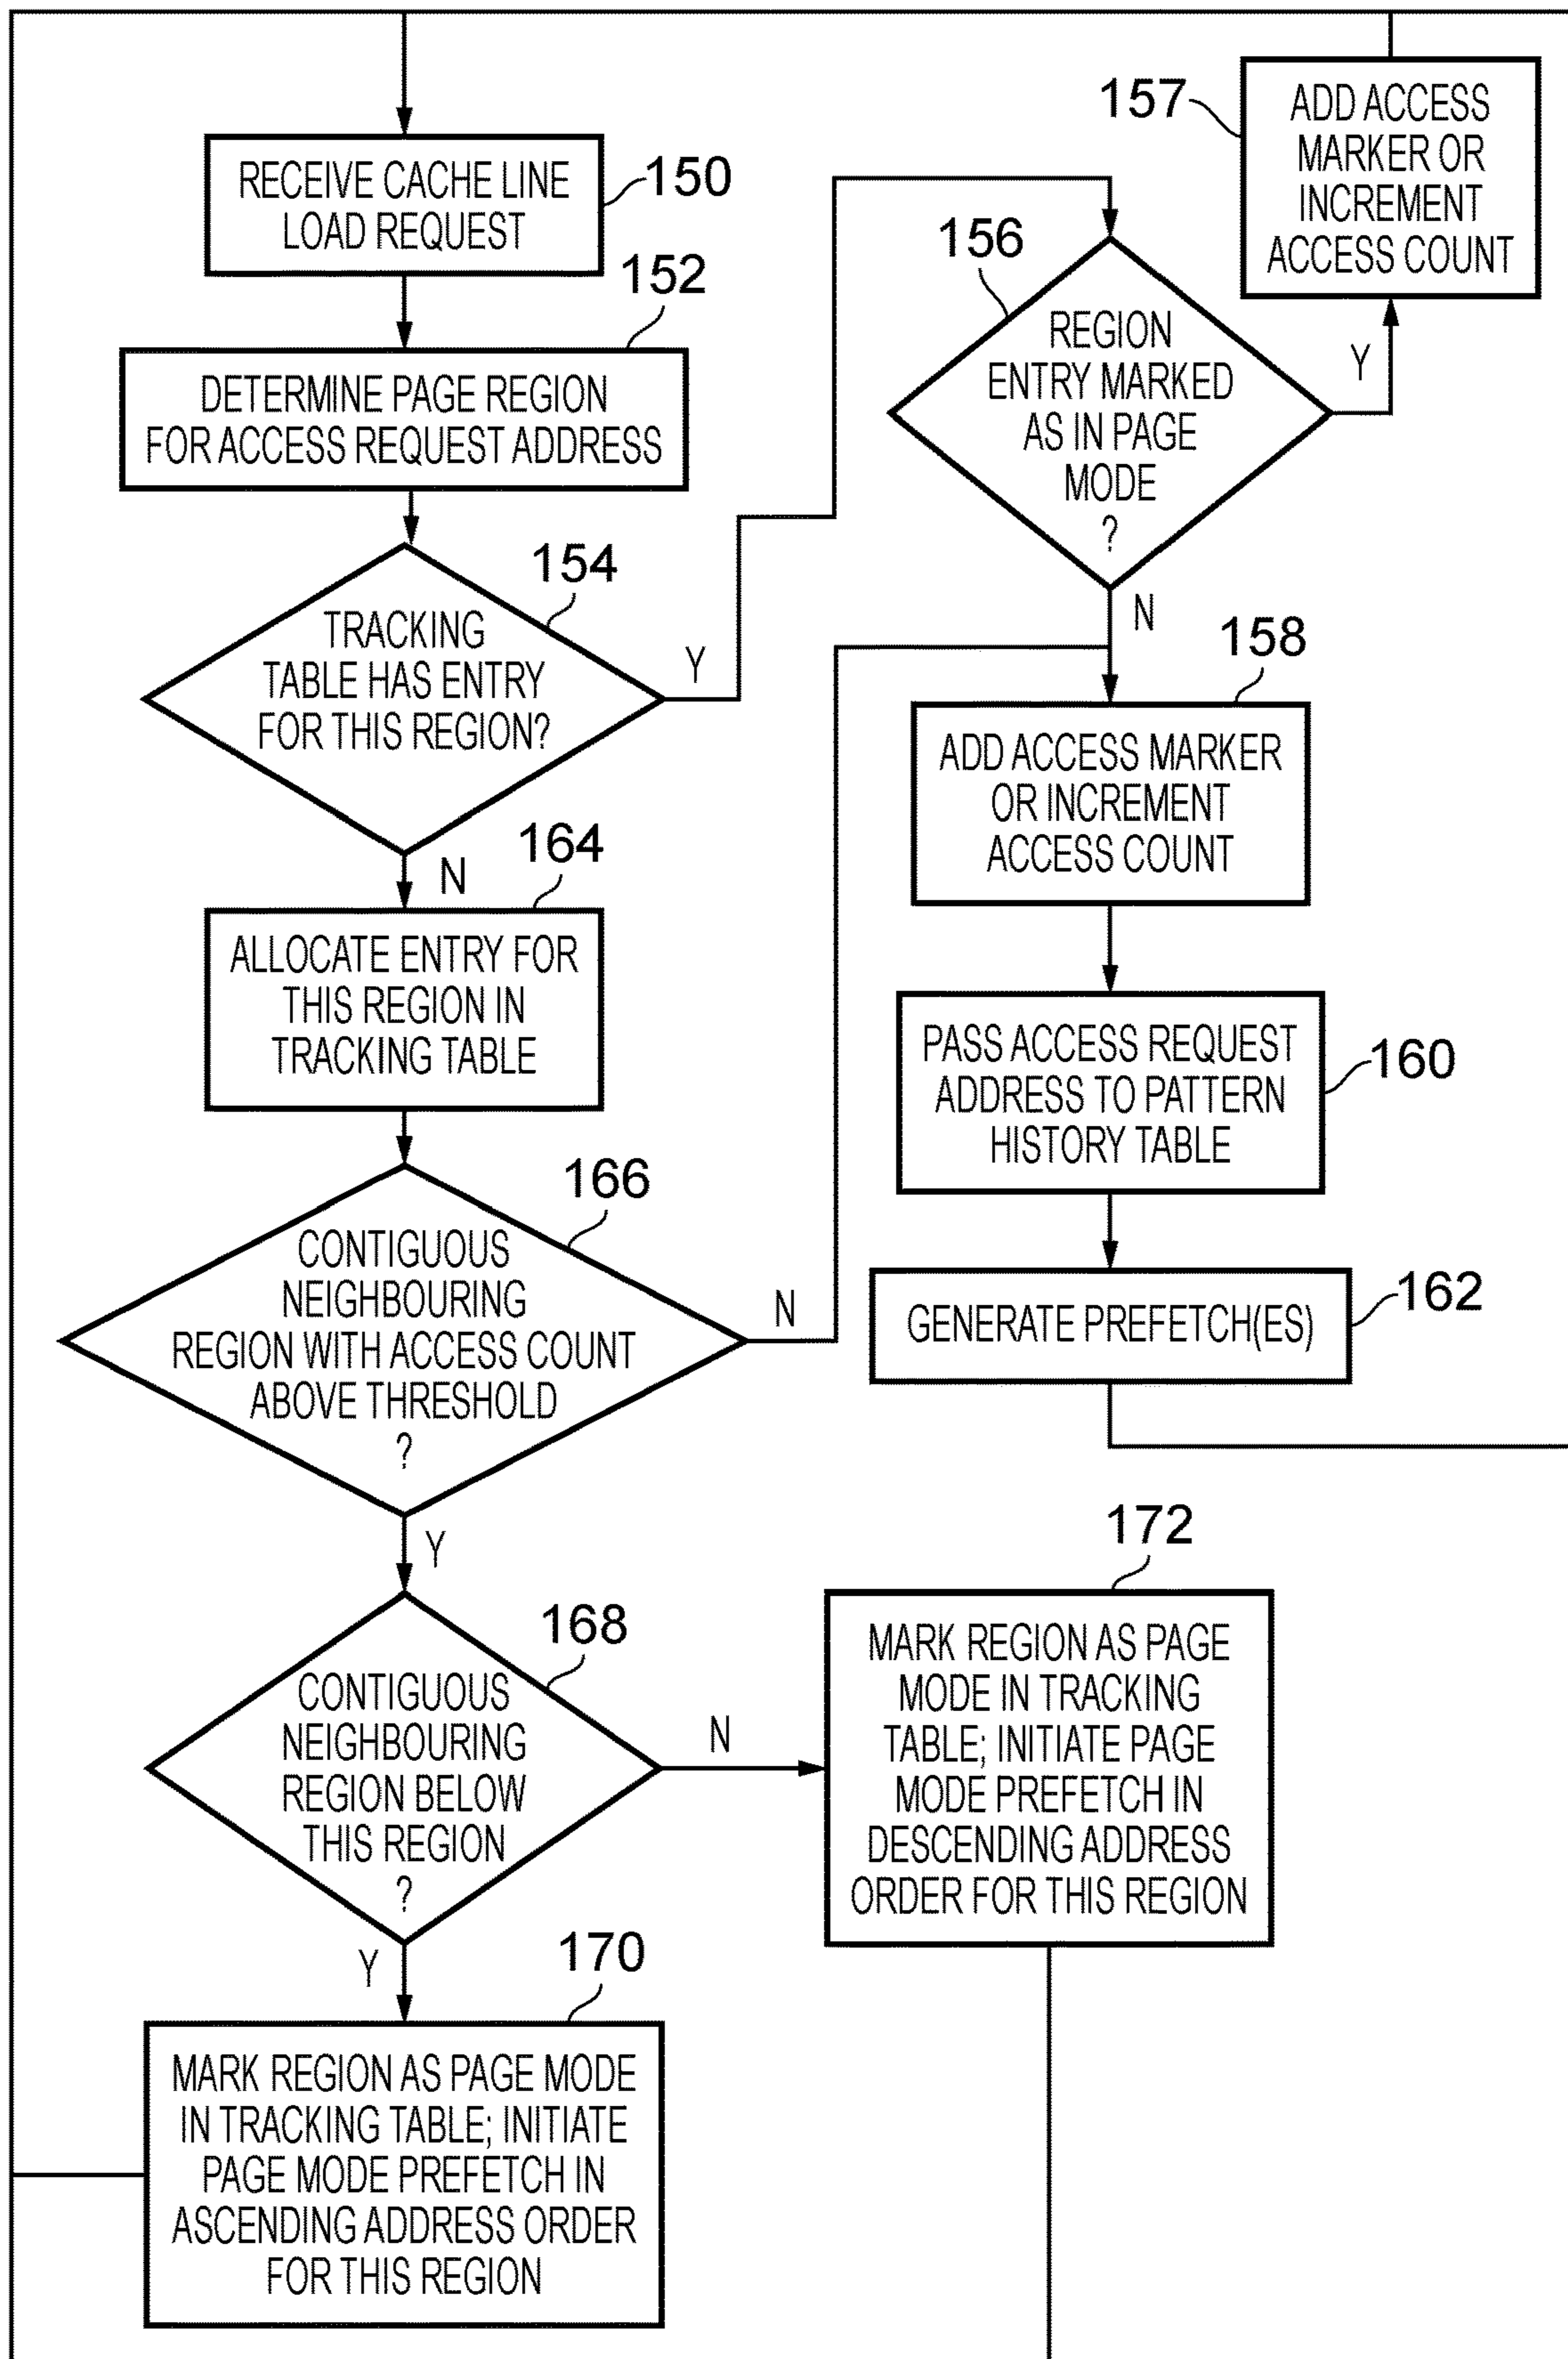 150
RECEIVE CACHE LINE
LOAD REQUEST
152
DETERMINE PAGE REGION
FOR ACCESS REQUEST ADDRESS
154
TRACKING
TABLE HAS ENTRY
FOR THIS REGION?
Y
N
156
REGION
ENTRY MARKED
AS IN PAGE
MODE
?
Y
N
157
ADD ACCESS
MARKER OR
INCREMENT
ACCESS COUNT
158
ADD ACCESS MARKER
OR INCREMENT
ACCESS COUNT
160
PASS ACCESS REQUEST
ADDRESS TO PATTERN
HISTORY TABLE
162
GENERATE PREFETCH(ES)
164
ALLOCATE ENTRY FOR
THIS REGION IN
TRACKING TABLE
166
CONTIGUOUS
NEIGHBOURING
REGION WITH ACCESS COUNT
ABOVE THRESHOLD
?
N
Y
168
CONTIGUOUS
NEIGHBOURING
REGION BELOW
THIS REGION
?
N
Y
172
MARK REGION AS PAGE
MODE IN TRACKING
TABLE; INITIATE PAGE
MODE PREFETCH IN
DESCENDING ADDRESS
ORDER FOR THIS REGION
170
MARK REGION AS PAGE MODE
IN TRACKING TABLE; INITIATE
PAGE MODE PREFETCH IN
ASCENDING ADDRESS ORDER
FOR THIS REGION